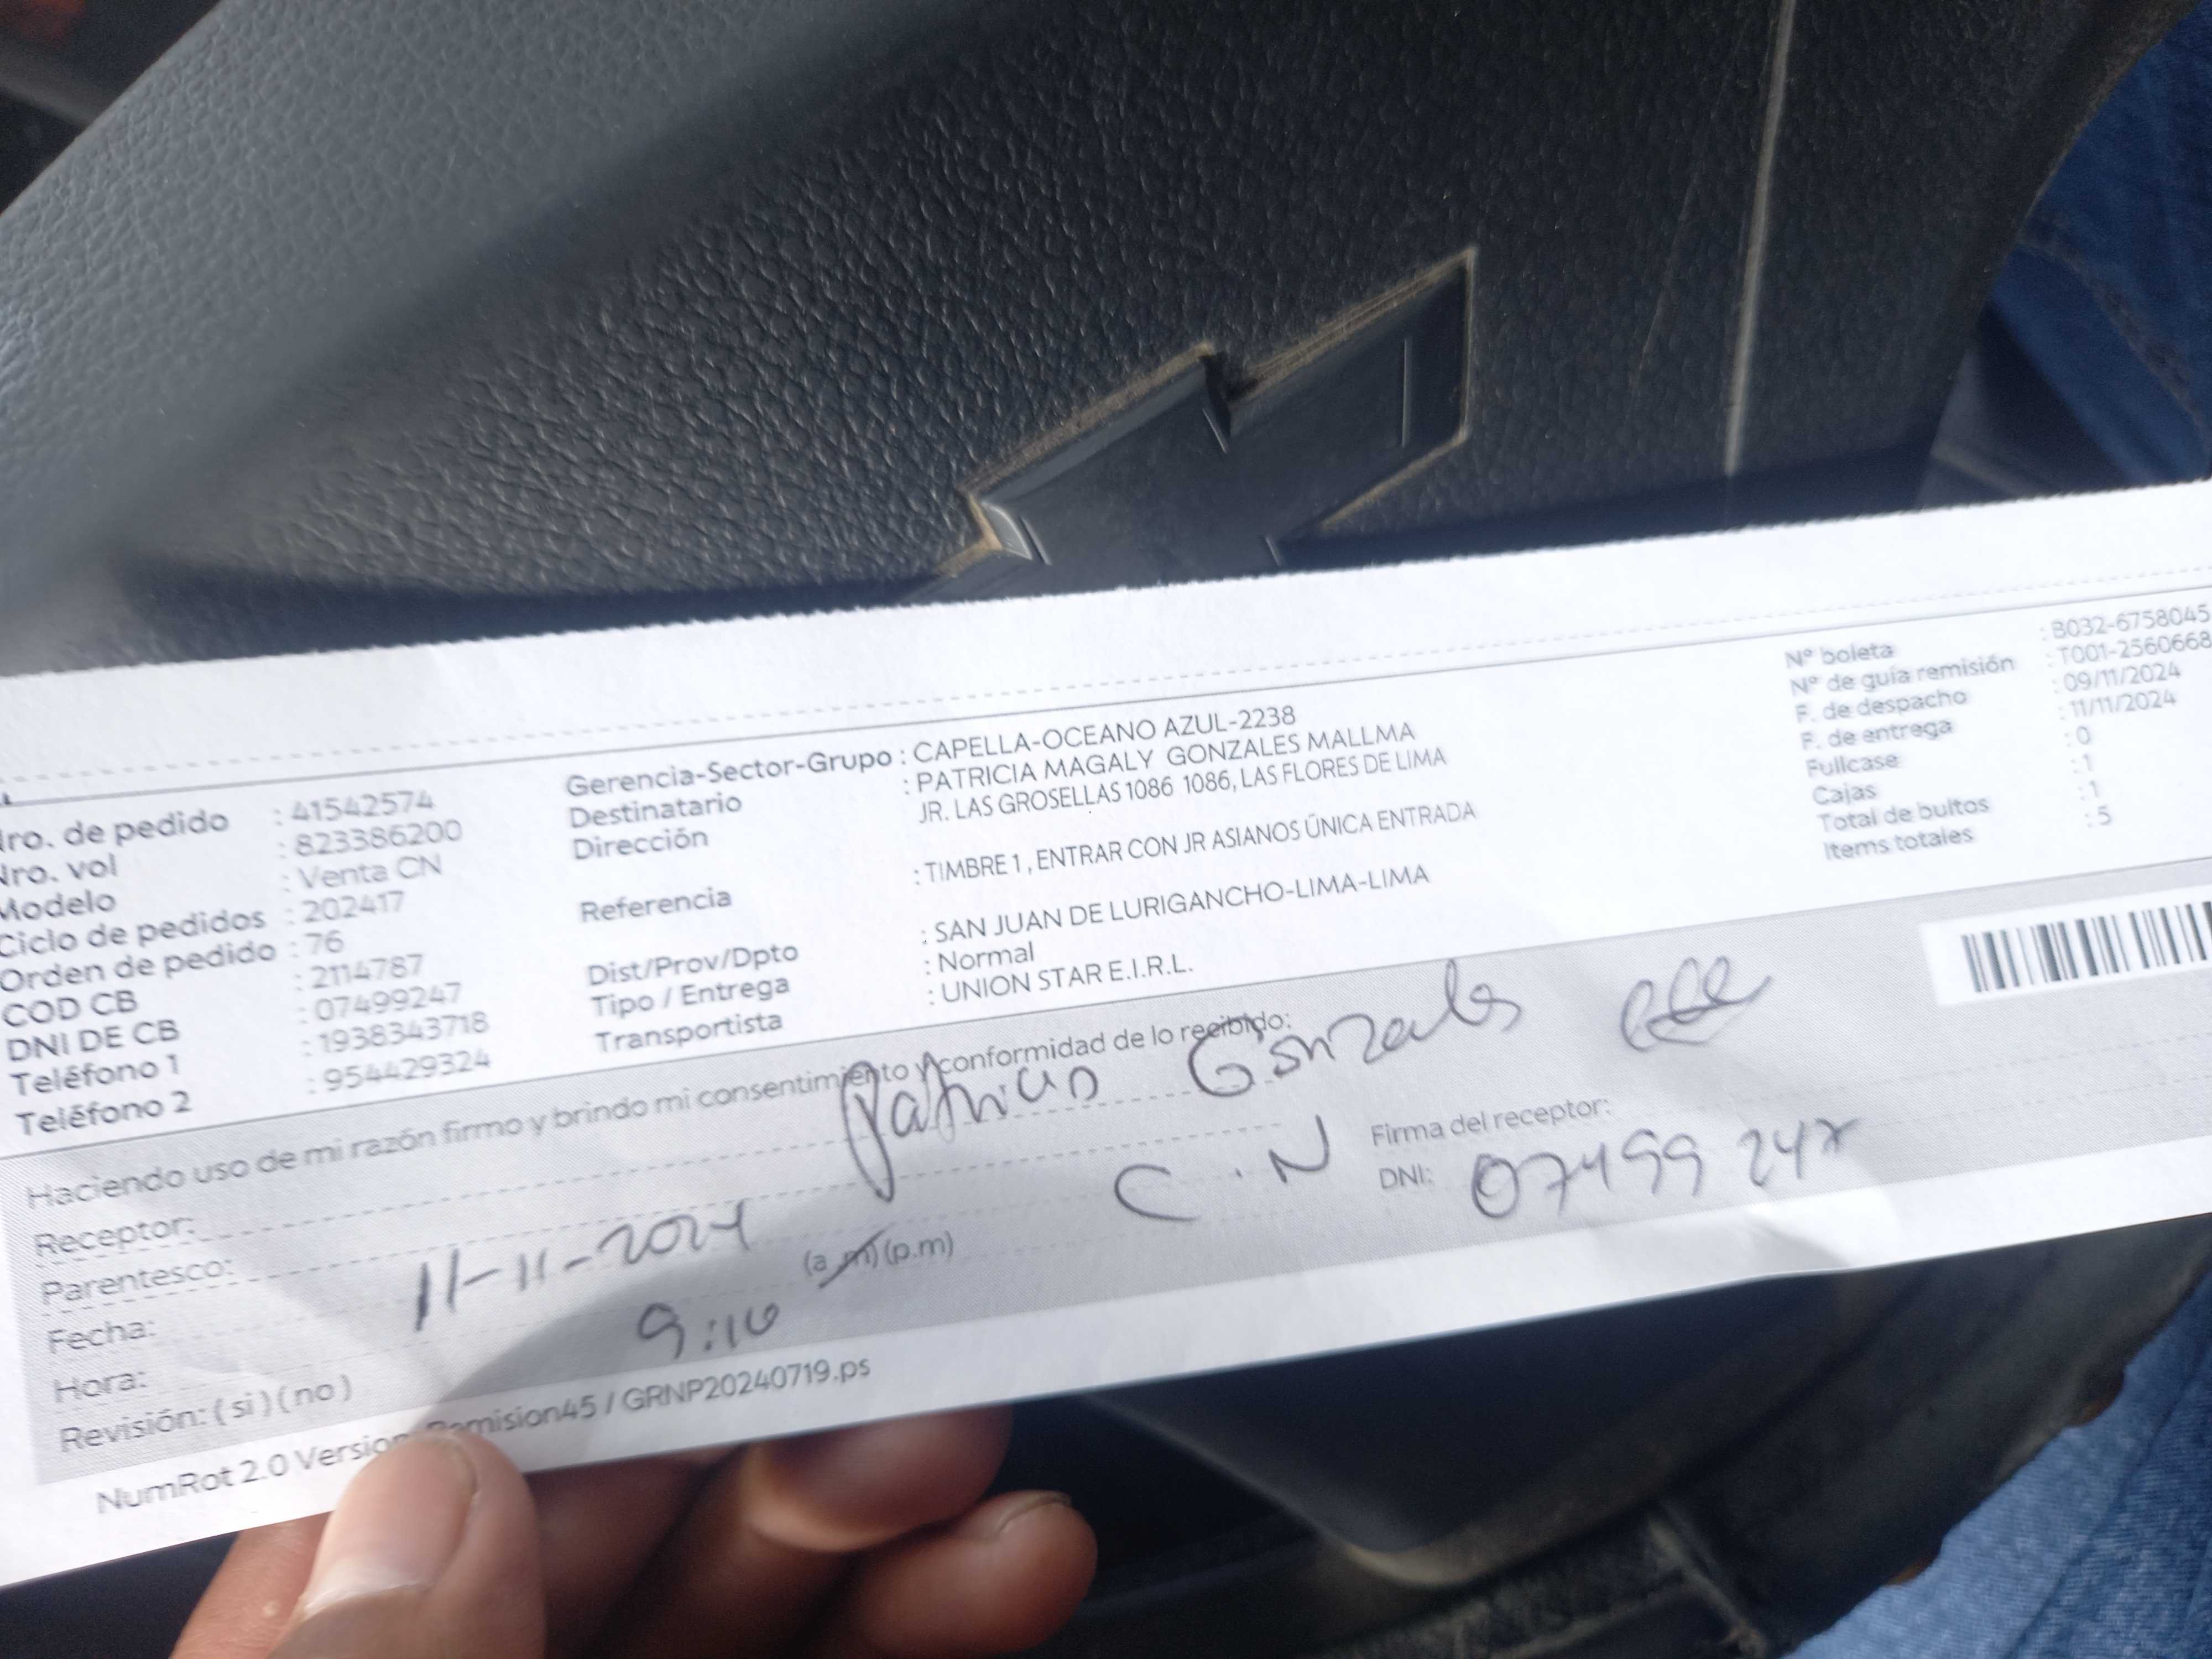 Nro. de pedido : 41542574
Nro. vol : 823386200
Modelo : Venta CN
Ciclo de pedidos : 202417
Orden de pedido : 76
COD CB : 2114787
DNI DE CB : 07499247
Teléfono 1 : 1938343718
Teléfono 2 : 954429324
Gerencia-Sector-Grupo : CAPELLA-OCEANO AZUL-2238
Destinatario : PATRICIA MAGALY GONZALES MALLMA
Dirección JR. LAS GROSELLAS 1086 1086, LAS FLORES DE LIMA
Referencia : TIMBRE 1, ENTRAR CON JR ASIANOS ÚNICA ENTRADA
Dist/Prov/Dpto : SAN JUAN DE LURIGANCHO-LIMA-LIMA
Tipo / Entrega : Normal
Transportista : UNION STAR E.I.R.L.
Nº boleta : B032-6758045
Nº de guía remisión : T001-2560668
F. de despacho : 09/11/2024
F. de entrega : 11/11/2024
Fullcase : 0
Cajas : 1
Total de bultos : 1
Items totales : 5
Haciendo uso de mi razón firmo y brindo mi consentimiento y conformidad de lo recibido:
Receptor: Patricia Gonzales
Parentesco: C.N
Fecha: 11-11-2024
Hora: 9:10 (a.m) (p.m)
Revisión: (si) (no)
Firma del receptor:
DNI: 07499247
NumRot 2.0 Version Remision45 / GRNP20240719.ps